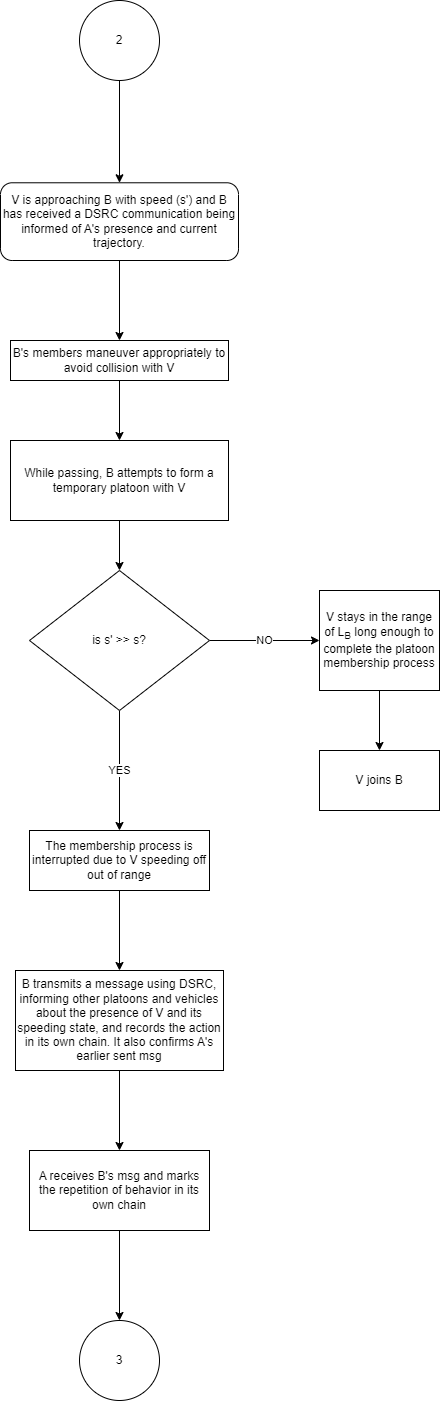 2
V is approaching B with speed (s') and B
has received a DSRC communication being
informed of A's presence and current
trajectory.
B's members maneuver appropriately to
avoid collision with V
While passing, B attempts to form a
temporary platoon with V
is s' >> s?
NO
V stays in the range
of L_B long enough to
complete the platoon
membership process
V joins B
YES
The membership process is
interrupted due to V speeding off
out of range
B transmits a message using DSRC,
informing other platoons and vehicles
about the presence of V and its
speeding state, and records the action
in its own chain. It also confirms A's
earlier sent msg
A receives B's msg and marks
the repetition of behavior in its
own chain
3